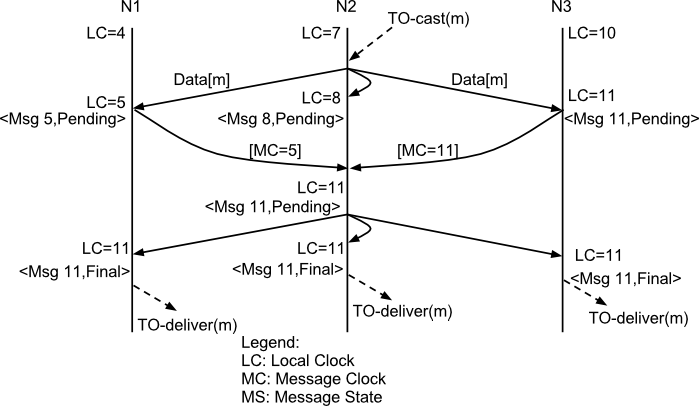 N1 N2 N3
LC=4 LC=7 TO-cast(m) LC=10
Data[m] Data[m]
LC=5 LC=8 LC=11
<Msg 5,Pending> <Msg 8,Pending> <Msg 11,Pending>
[MC=5] [MC=11]
LC=11
<Msg 11,Pending>
LC=11 LC=11 LC=11
<Msg 11,Final> <Msg 11,Final> <Msg 11,Final>
TO-deliver(m) TO-deliver(m) TO-deliver(m)
Legend:
LC: Local Clock
MC: Message Clock
MS: Message State